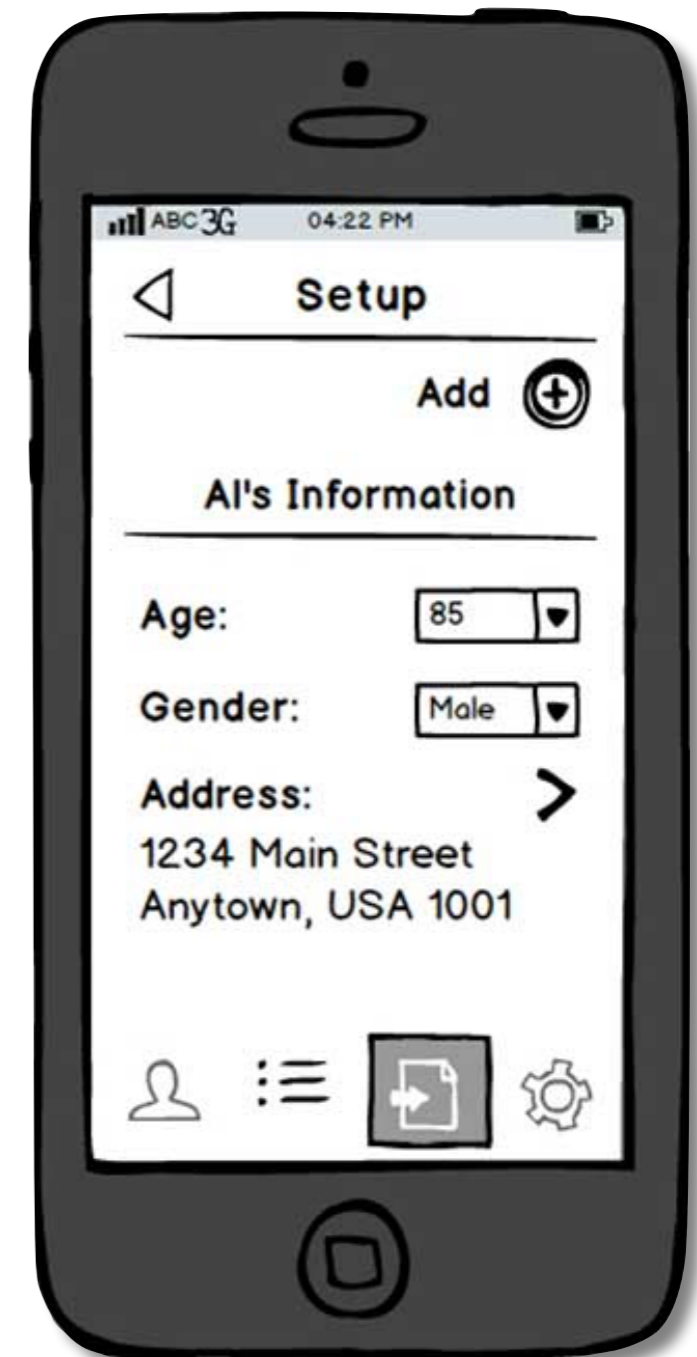 ABC 3G 04:22 PM
Setup
Add
Al's Information
Age: 85
Gender: Male
Address:
1234 Main Street
Anytown, USA 1001